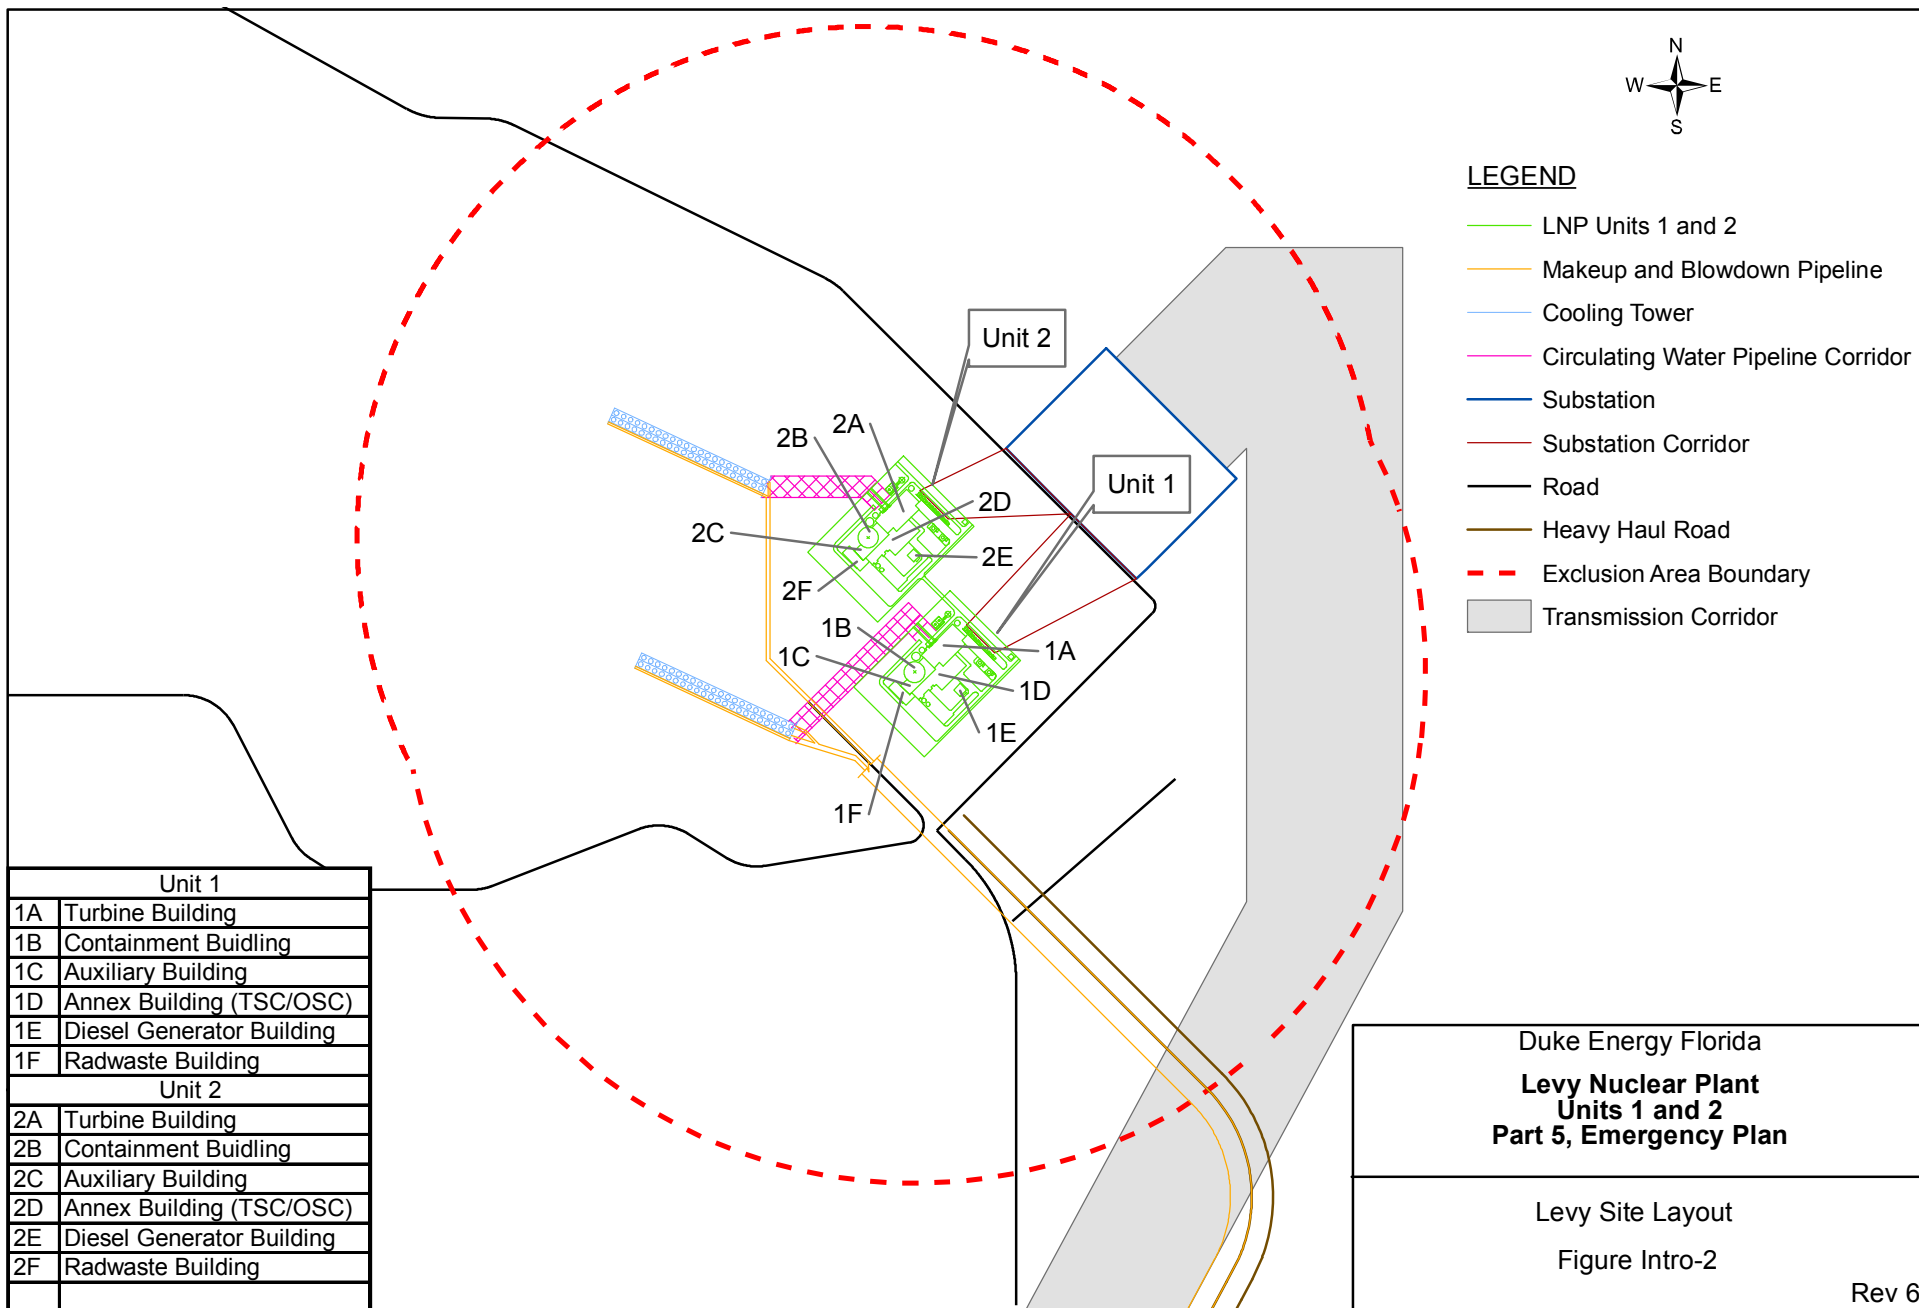 N
W E
S
LEGEND
LNP Units 1 and 2
Makeup and Blowdown Pipeline
Cooling Tower
Circulating Water Pipeline Corridor
Substation
Substation Corridor
Road
Heavy Haul Road
Exclusion Area Boundary
Transmission Corridor
Unit 2
2A
2B
2D
2C
2E
2F
Unit 1
1B
1A
1C
1D
1E
1F
Unit 1
1A Turbine Building
1B Containment Buidling
1C Auxiliary Building
1D Annex Building (TSC/OSC)
1E Diesel Generator Building
1F Radwaste Building
Unit 2
2A Turbine Building
2B Containment Buidling
2C Auxiliary Building
2D Annex Building (TSC/OSC)
2E Diesel Generator Building
2F Radwaste Building
Duke Energy Florida
Levy Nuclear Plant
Units 1 and 2
Part 5, Emergency Plan
Levy Site Layout
Figure Intro-2
Rev 6